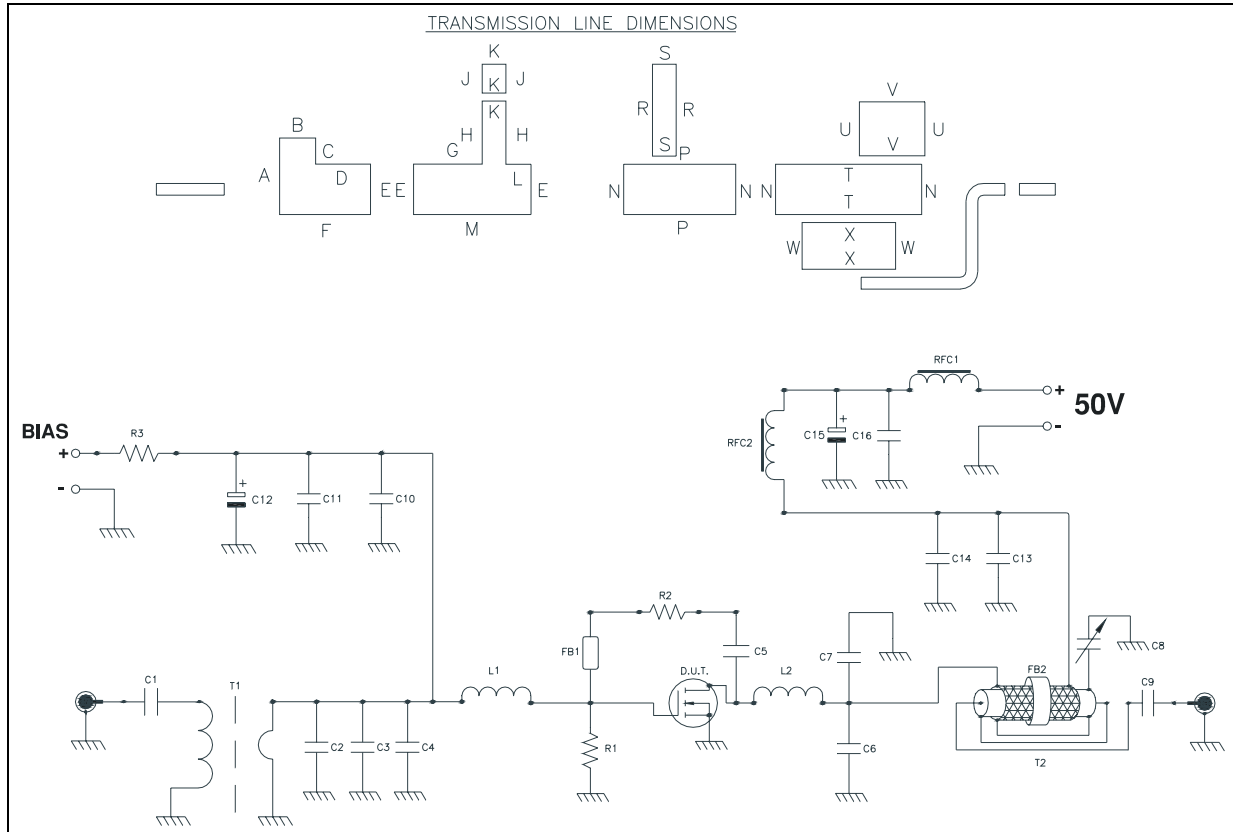 TRANSMISSION LINE DIMENSIONS
K
S
J K J
V
K
R R
B
H H
U U
G
S
V
C
P
A D E E L E N N N T N
T
F M P
W X W
X
RFC1
+
50V
BIAS
R3
RFC2
+
C15 C16
-
+
+
-
C12 C11 C10
C14 C13
R2
FB1 C5 C7 C8
L1 D.U.T. L2 FB2
C1 T1 C9
C2 C3 C4 R1 C6
T2